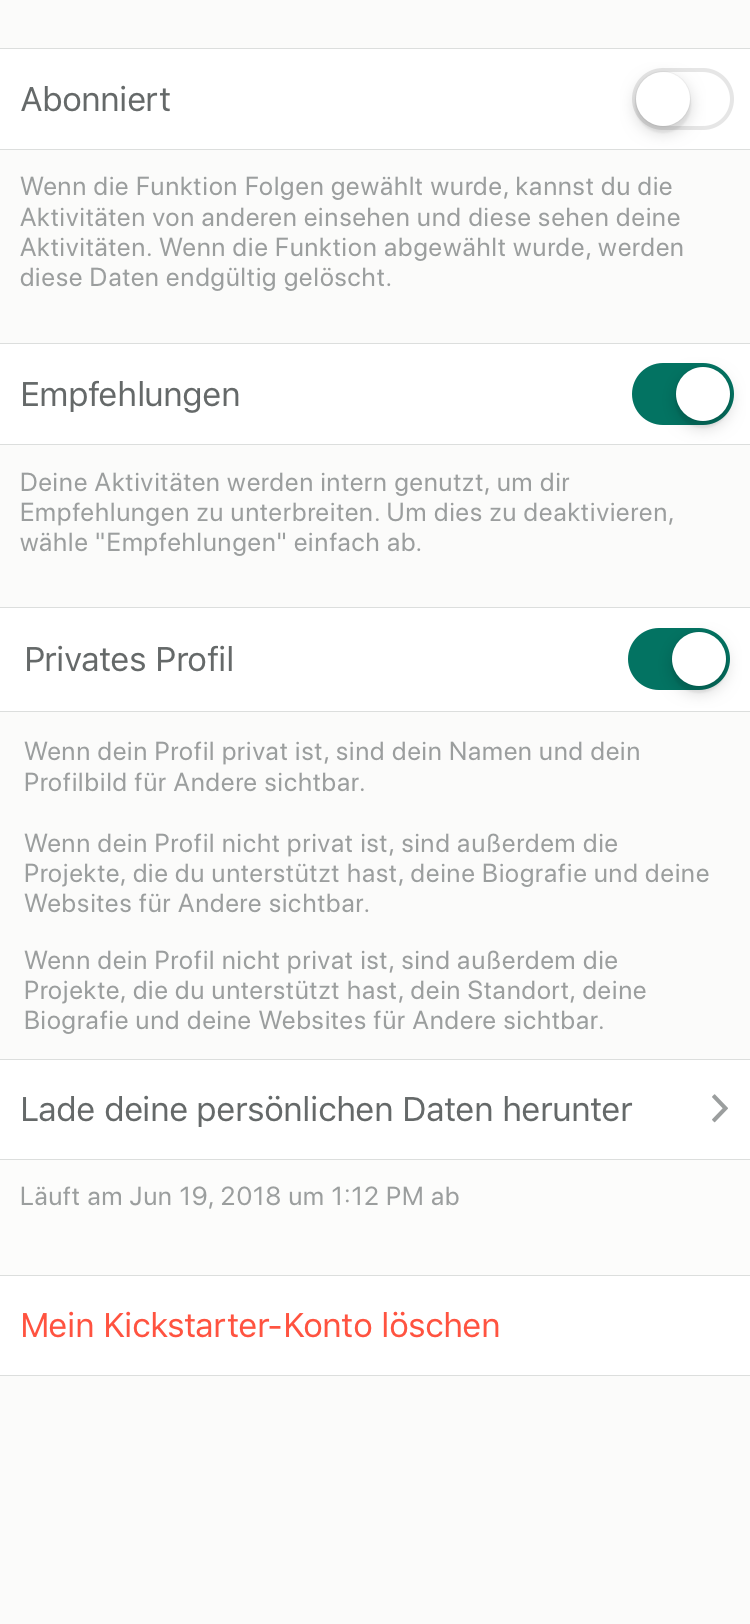 Abonniert
Wenn die Funktion Folgen gewählt wurde, kannst du die
Aktivitäten von anderen einsehen und diese sehen deine
Aktivitäten. Wenn die Funktion abgewählt wurde, werden
diese Daten endgültig gelöscht.
Empfehlungen
Deine Aktivitäten werden intern genutzt, um dir
Empfehlungen zu unterbreiten. Um dies zu deaktivieren,
wähle "Empfehlungen" einfach ab.
Privates Profil
Wenn dein Profil privat ist, sind dein Namen und dein
Profilbild für Andere sichtbar.
Wenn dein Profil nicht privat ist, sind außerdem die
Projekte, die du unterstützt hast, deine Biografie und deine
Websites für Andere sichtbar.
Wenn dein Profil nicht privat ist, sind außerdem die
Projekte, die du unterstützt hast, dein Standort, deine
Biografie und deine Websites für Andere sichtbar.
Lade deine persönlichen Daten herunter
Läuft am Jun 19, 2018 um 1:12 PM ab
Mein Kickstarter-Konto löschen